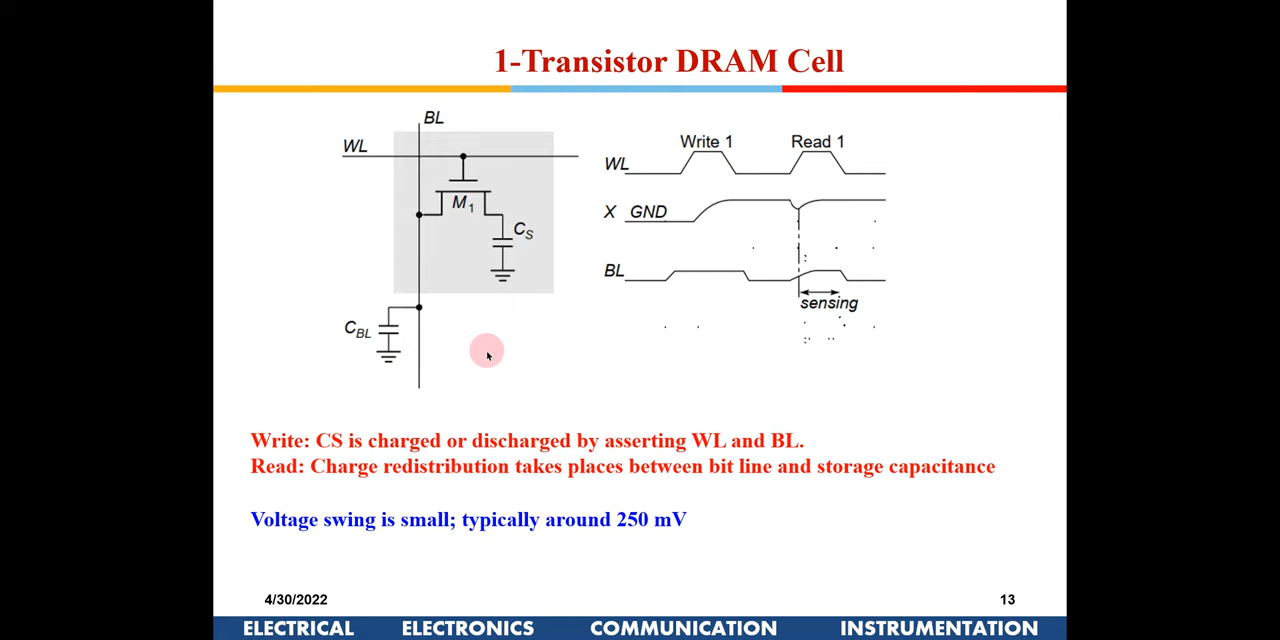 1-Transistor DRAM Cell
BL
WL
M1
CS
CBL
Write 1
Read 1
WL
X
GND
BL
sensing
Write: CS is charged or discharged by asserting WL and BL.
Read: Charge redistribution takes places between bit line and storage capacitance
Voltage swing is small; typically around 250 mV
4/30/2022
13
ELECTRICAL ELECTRONICS COMMUNICATION INSTRUMENTATION